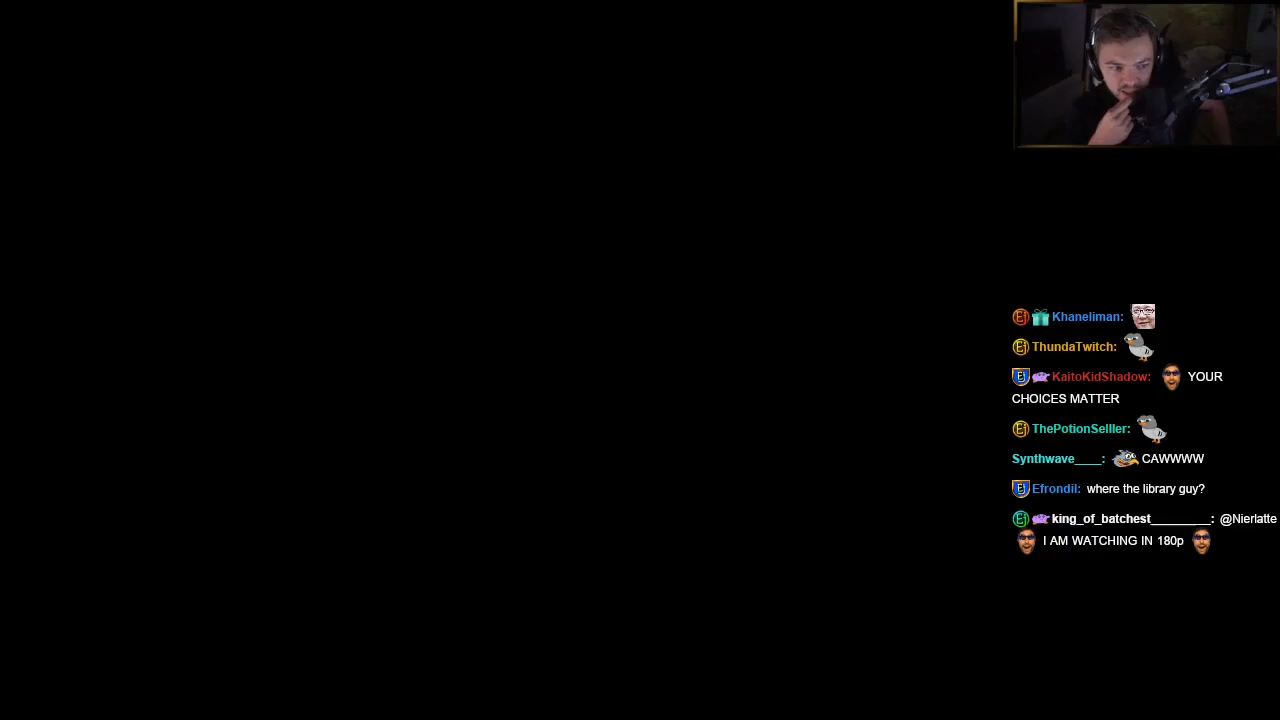 Khaneliman:
ThundaTwitch:
KaitoKidShadow: YOUR
CHOICES MATTER
ThePotionSelller:
Synthwave____: CAWWWW
Efrondil: where the library guy?
king_of_batchest_________: @Nierlatte
I AM WATCHING IN 180p